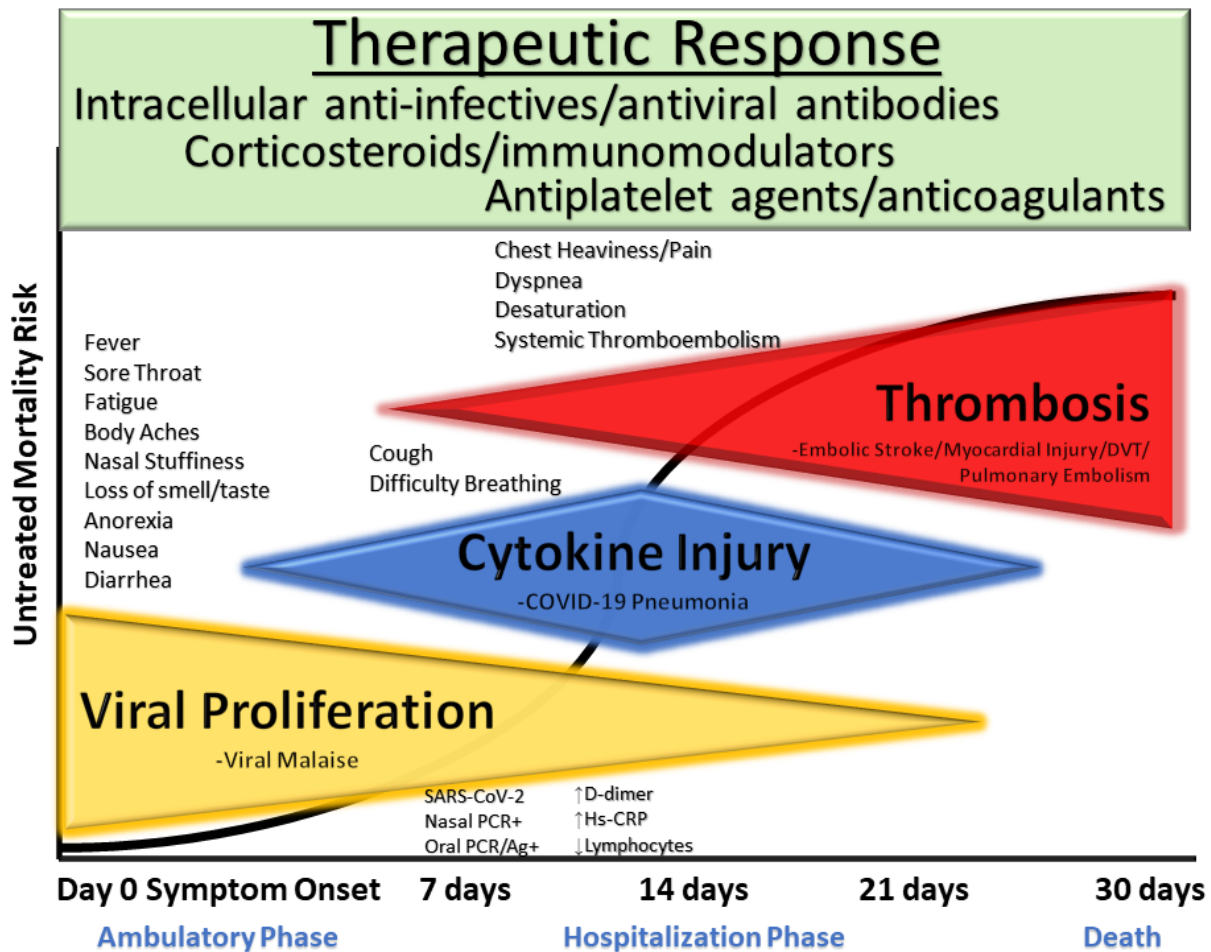 Therapeutic Response
Intracellular anti-infectives/antiviral antibodies
Corticosteroids/immunomodulators
Antiplatelet agents/anticoagulants
Untreated Mortality Risk
Chest Heaviness/Pain
Dyspnea
Desaturation
Systemic Thromboembolism
Fever
Sore Throat
Fatigue
Body Aches
Nasal Stuffiness
Loss of smell/taste
Anorexia
Nausea
Diarrhea
Thrombosis
-Embolic Stroke/Myocardial Injury/DVT/
Pulmonary Embolism
Cough
Difficulty Breathing
Cytokine Injury
-COVID-19 Pneumonia
Viral Proliferation
-Viral Malaise
SARS-CoV-2
Nasal PCR+
Oral PCR/Ag+
↑D-dimer
↑Hs-CRP
↓Lymphocytes
Day 0 Symptom Onset 7 days 14 days 21 days 30 days
Ambulatory Phase Hospitalization Phase Death